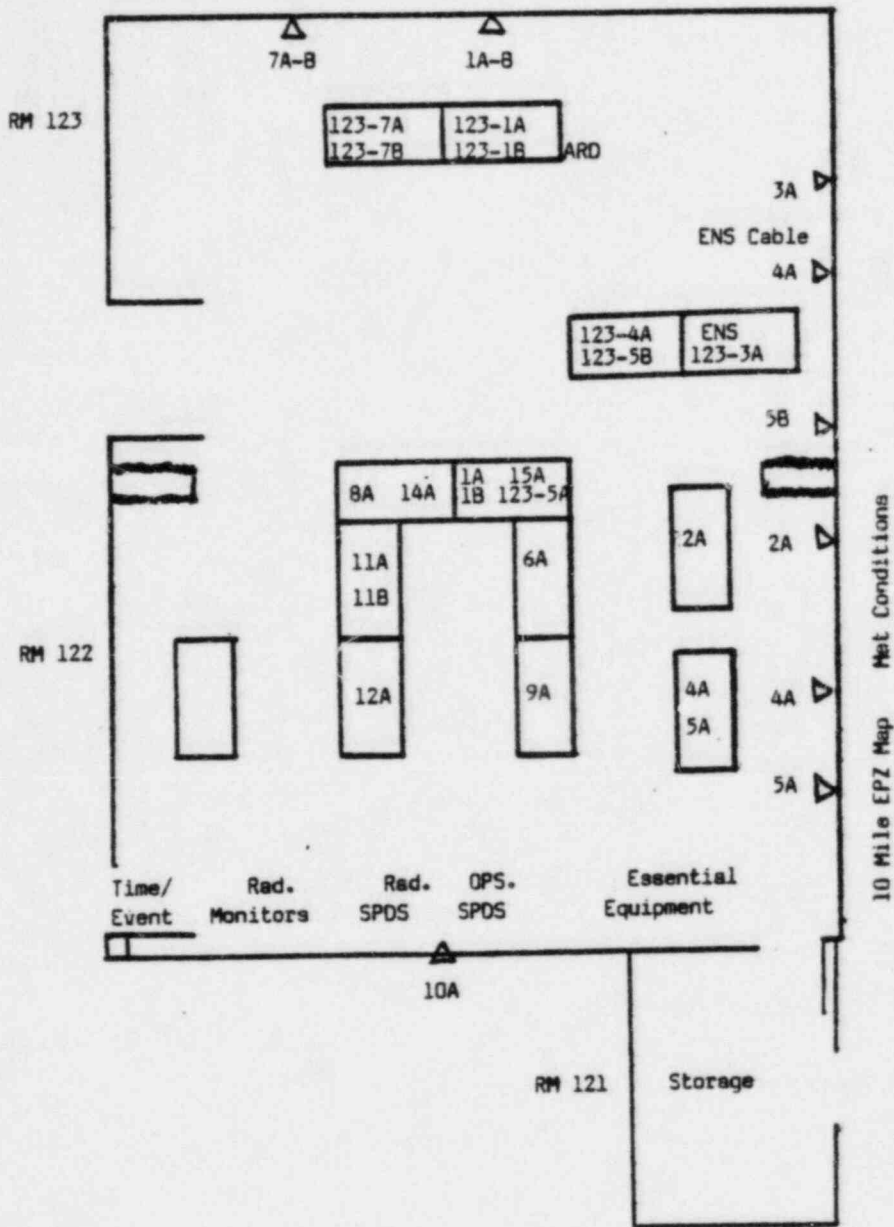 7A-B 1A-B
RM 123
123-7A 123-1A
123-7B 123-1B ARD
3A
ENS Cable
4A
123-4A ENS
123-5B 123-3A
5B
8A 14A 1A 15A
1B 123-5A
2A 2A
11A 6A
11B
RM 122
12A 9A 4A 4A
5A
5A
Met Conditions
10 Mile EPZ Map
Time/ Rad. Rad. OPS. Essential
Event Monitors SPDS SPDS Equipment
10A
RM 121 Storage